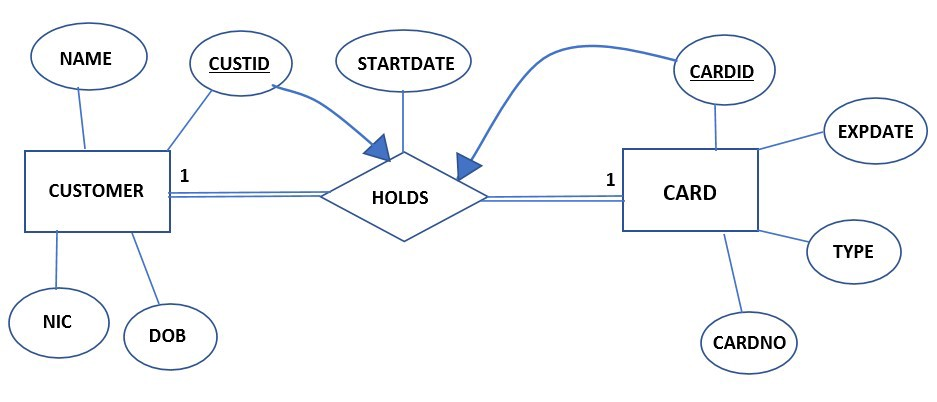 NAME
CUSTID
STARTDATE
CARDID
EXPDATE
CUSTOMER
1
HOLDS
1
CARD
TYPE
NIC
DOB
CARDNO